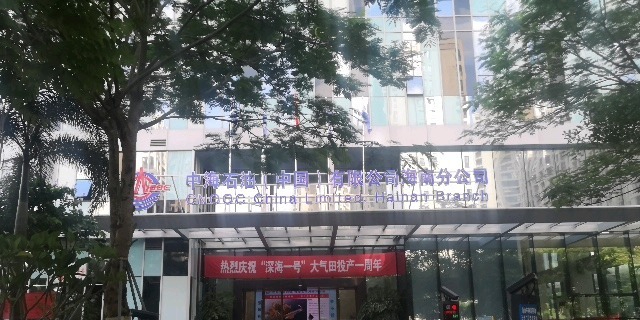 中海石油（中国）有限公司海南分公司
CNOOC China Limited, Hainan Branch
热烈庆祝“深海一号”大气田投产一周年